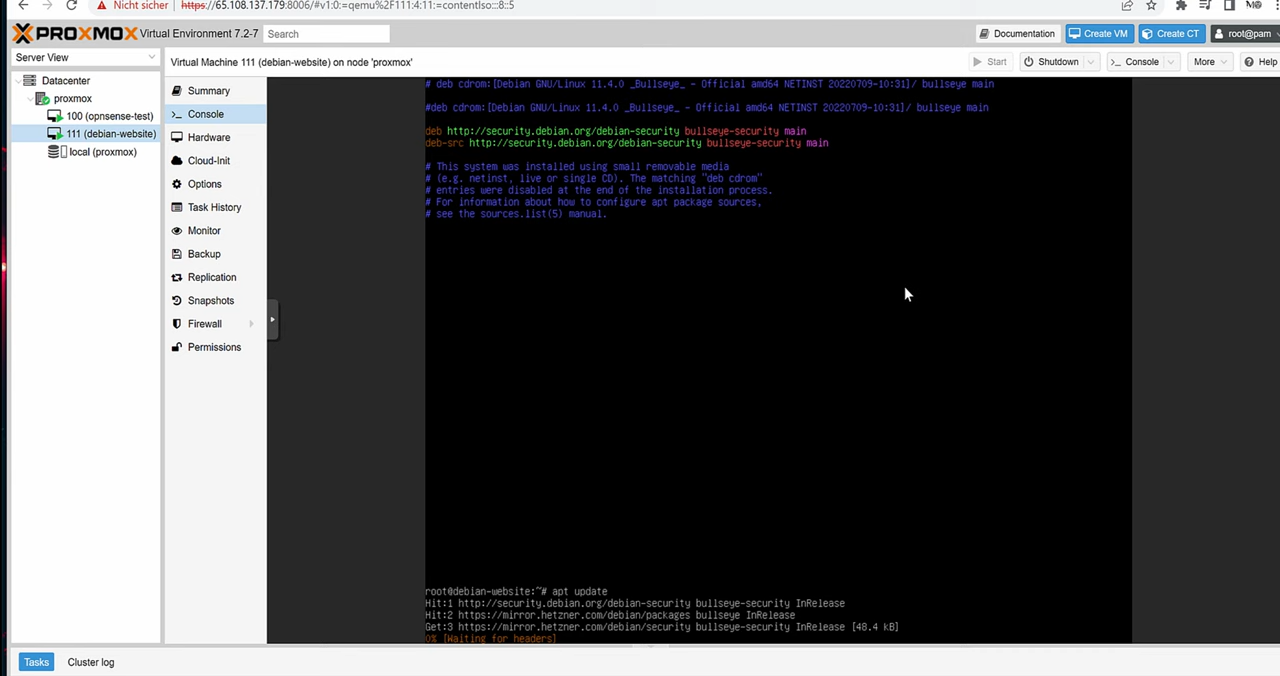 Nicht sicher https://65.108.137.179:8006/#v1:0:=qemu%2F111:4:11:=contentIso:::8::5
PROXMOX Virtual Environment 7.2-7 Search Documentation Create VM Create CT root@pam
Server View
Virtual Machine 111 (debian-website) on node 'proxmox' Start Shutdown Console More Help
Datacenter
proxmox
100 (opnsense-test)
111 (debian-website)
local (proxmox)
Summary
Console
Hardware
Cloud-Init
Options
Task History
Monitor
Backup
Replication
Snapshots
Firewall
Permissions
# deb cdrom:[Debian GNU/Linux 11.4.0 _Bullseye_ - Official amd64 NETINST 20220709-10:31]/ bullseye main
#deb cdrom:[Debian GNU/Linux 11.4.0 _Bullseye_ - Official amd64 NETINST 20220709-10:31]/ bullseye main
deb http://security.debian.org/debian-security bullseye-security main
deb-src http://security.debian.org/debian-security bullseye-security main
# This system was installed using small removable media
# (e.g. netinst, live or single CD). The matching "deb cdrom"
# entries were disabled at the end of the installation process.
# For information about how to configure apt package sources,
# see the sources.list(5) manual.
root@debian-website:~# apt update
Hit:1 http://security.debian.org/debian-security bullseye-security InRelease
Hit:2 https://mirror.hetzner.com/debian/packages bullseye InRelease
Get:3 https://mirror.hetzner.com/debian/security bullseye-security InRelease [48.4 kB]
0% [Waiting for headers]
Tasks Cluster log